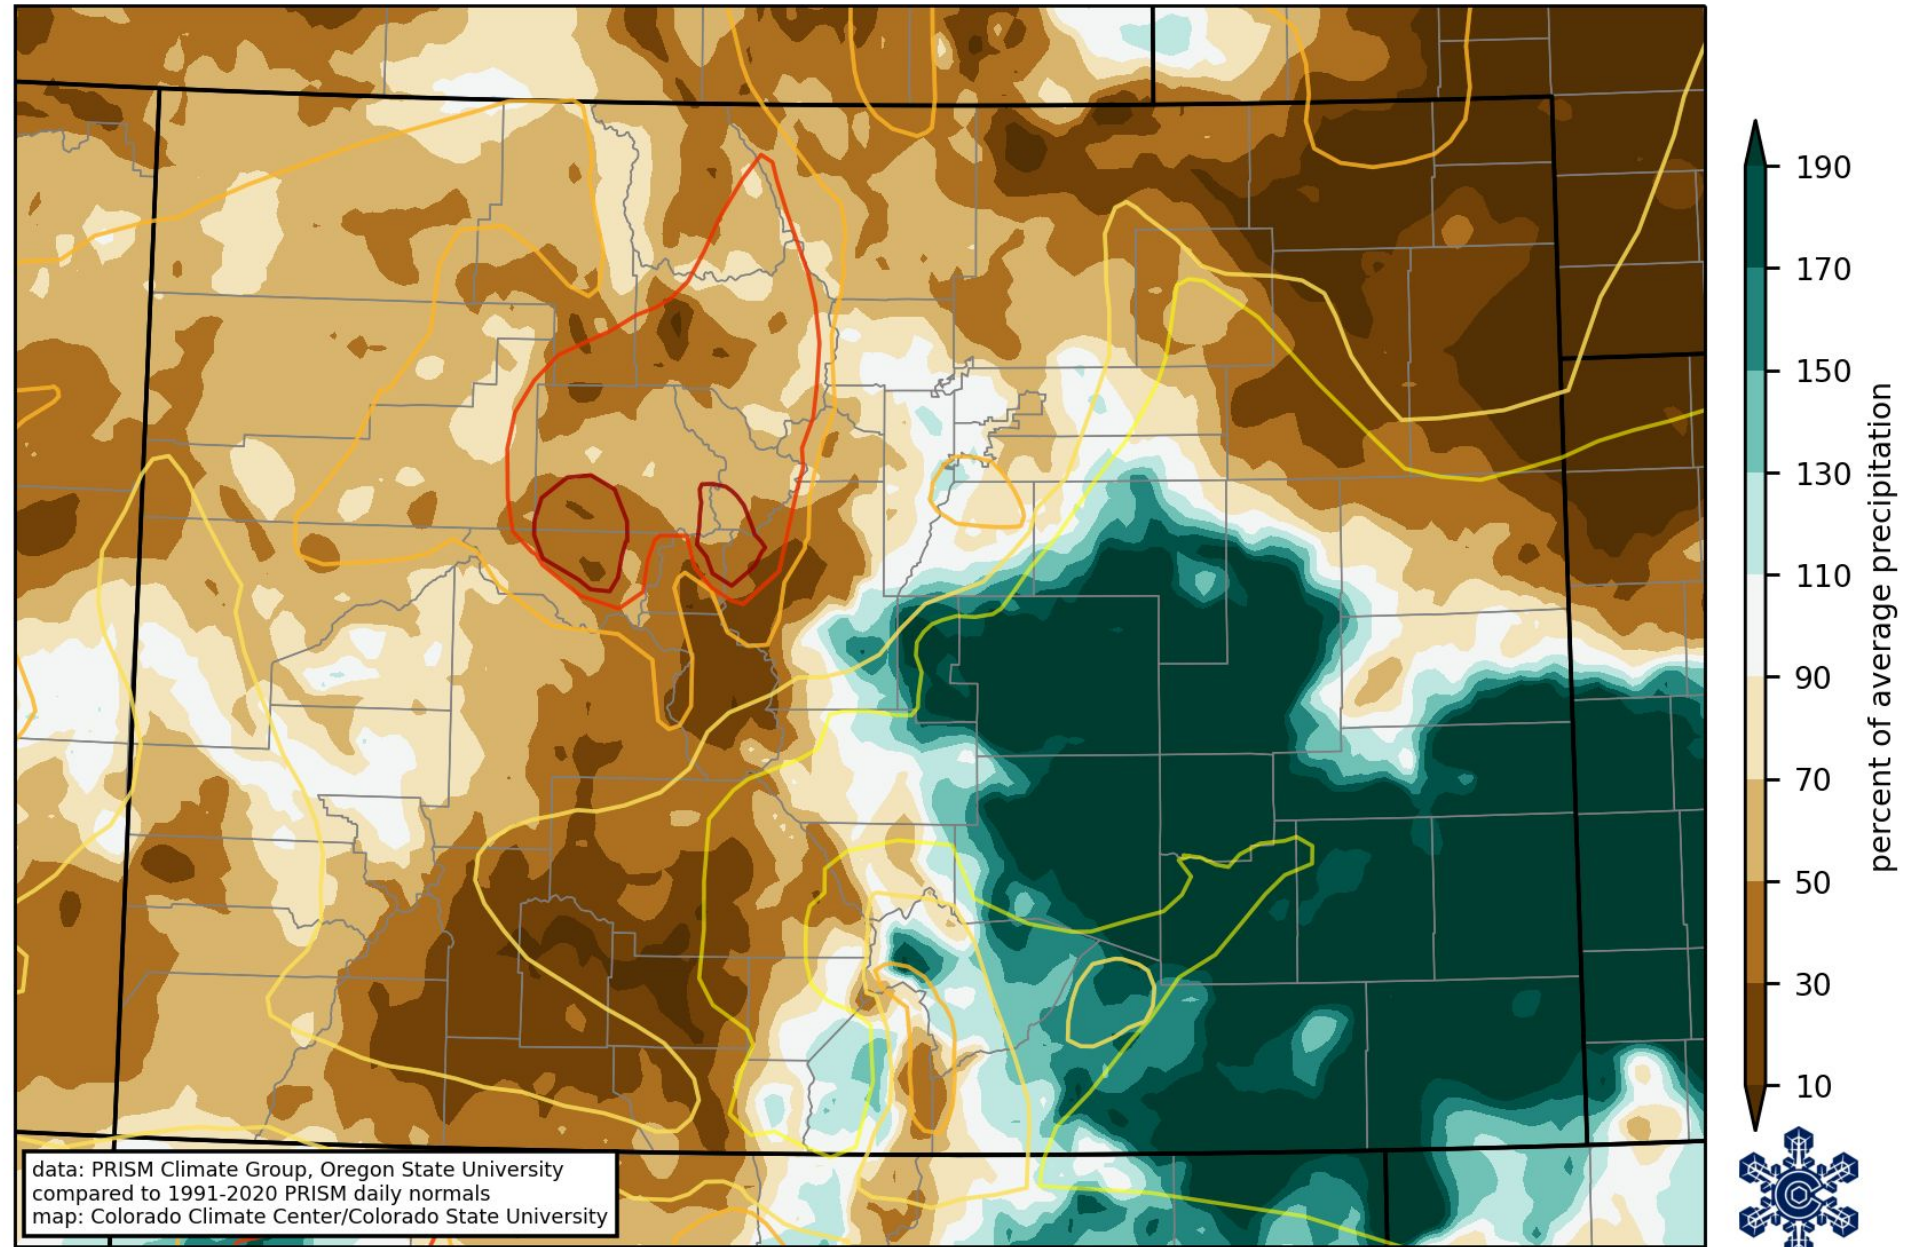 190
170
150
130
110
90
70
50
30
10
percent of average precipitation
data: PRISM Climate Group, Oregon State University
compared to 1991-2020 PRISM daily normals
map: Colorado Climate Center/Colorado State University